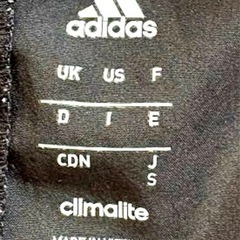 adidas
UK US F
D I E
CDN J
S
climalite